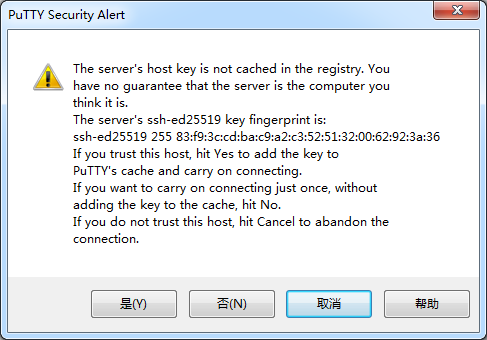 PuTTY Security Alert
The server's host key is not cached in the registry. You
have no guarantee that the server is the computer you
think it is.
The server's ssh-ed25519 key fingerprint is:
ssh-ed25519 255 83:f9:3c:cd:ba:c9:a2:c3:52:51:32:00:62:92:3a:36
If you trust this host, hit Yes to add the key to
PuTTY's cache and carry on connecting.
If you want to carry on connecting just once, without
adding the key to the cache, hit No.
If you do not trust this host, hit Cancel to abandon the
connection.
是(Y)
否(N)
取消
帮助